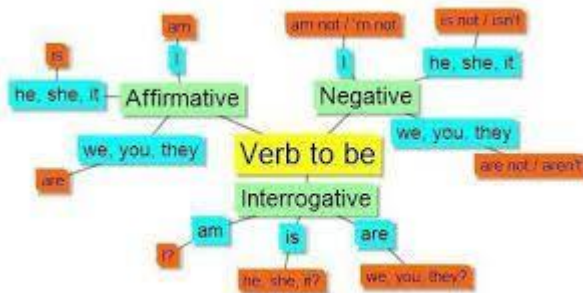 am
I
is
he, she, it
Affirmative
we, you, they
are
am not / 'm not
I
is not / isn't
he, she, it
Negative
we, you, they
are not / aren't
Verb to be
Interrogative
am
I?
is
he, she, it?
are
we, you, they?